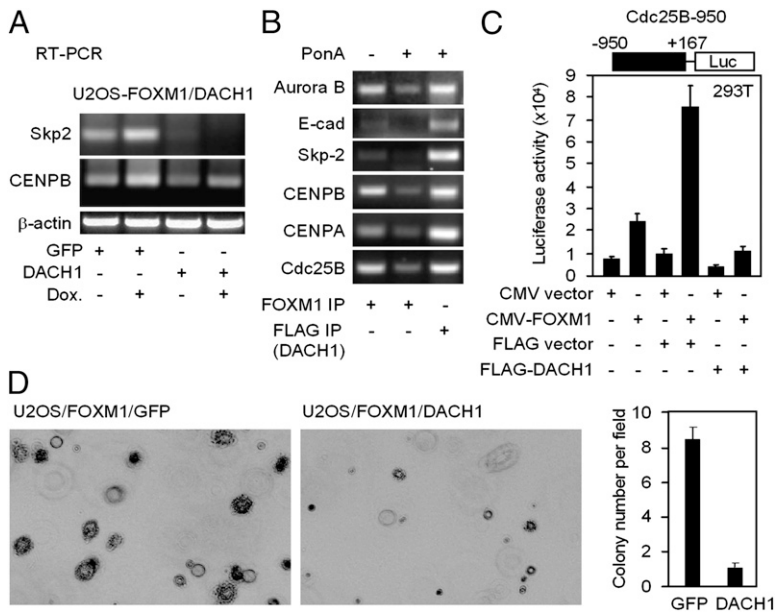 A
RT-PCR
U2OS-FOXM1/DACH1
Skp2
CENPB
β-actin
GFP + + - -
DACH1 - - + +
Dox. - + - +
B
PonA - + +
Aurora B
E-cad
Skp-2
CENPB
CENPA
Cdc25B
FOXM1 IP + + -
FLAG IP - - +
(DACH1)
C
Cdc25B-950
-950 +167
Luc
293T
Luciferase activity (x10⁴)
9
8
7
6
5
4
3
2
1
0
CMV vector + - + - + -
CMV-FOXM1 - + - + - +
FLAG vector - - + + - -
FLAG-DACH1 - - - - + +
D
U2OS/FOXM1/GFP
U2OS/FOXM1/DACH1
Colony number per field
10
8
6
4
2
0
GFP DACH1